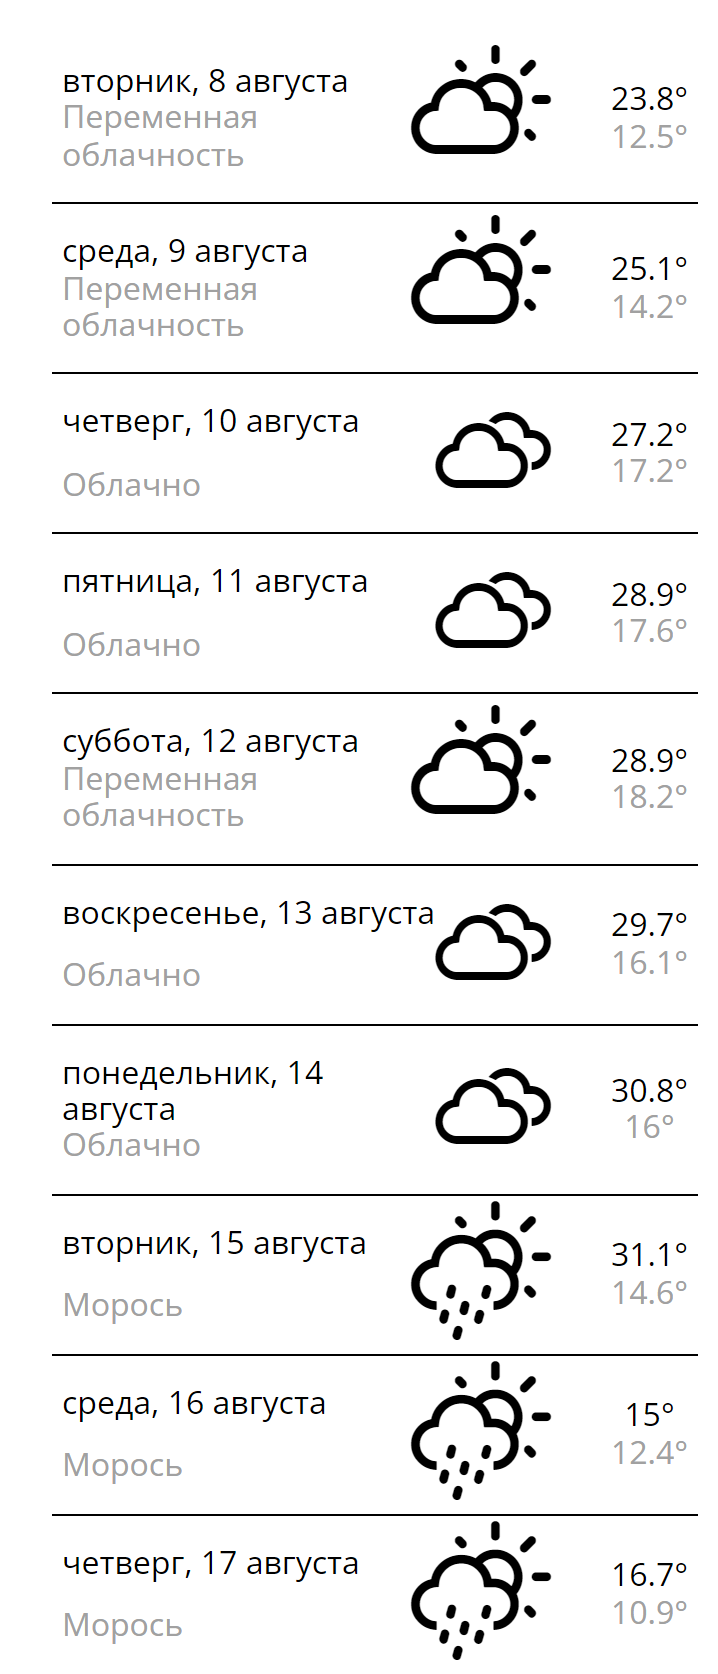 вторник, 8 августа
Переменная
облачность
23.8°
12.5°
среда, 9 августа
Переменная
облачность
25.1°
14.2°
четверг, 10 августа
Облачно
27.2°
17.2°
пятница, 11 августа
Облачно
28.9°
17.6°
суббота, 12 августа
Переменная
облачность
28.9°
18.2°
воскресенье, 13 августа
Облачно
29.7°
16.1°
понедельник, 14
августа
Облачно
30.8°
16°
вторник, 15 августа
Морось
31.1°
14.6°
среда, 16 августа
Морось
15°
12.4°
четверг, 17 августа
Морось
16.7°
10.9°